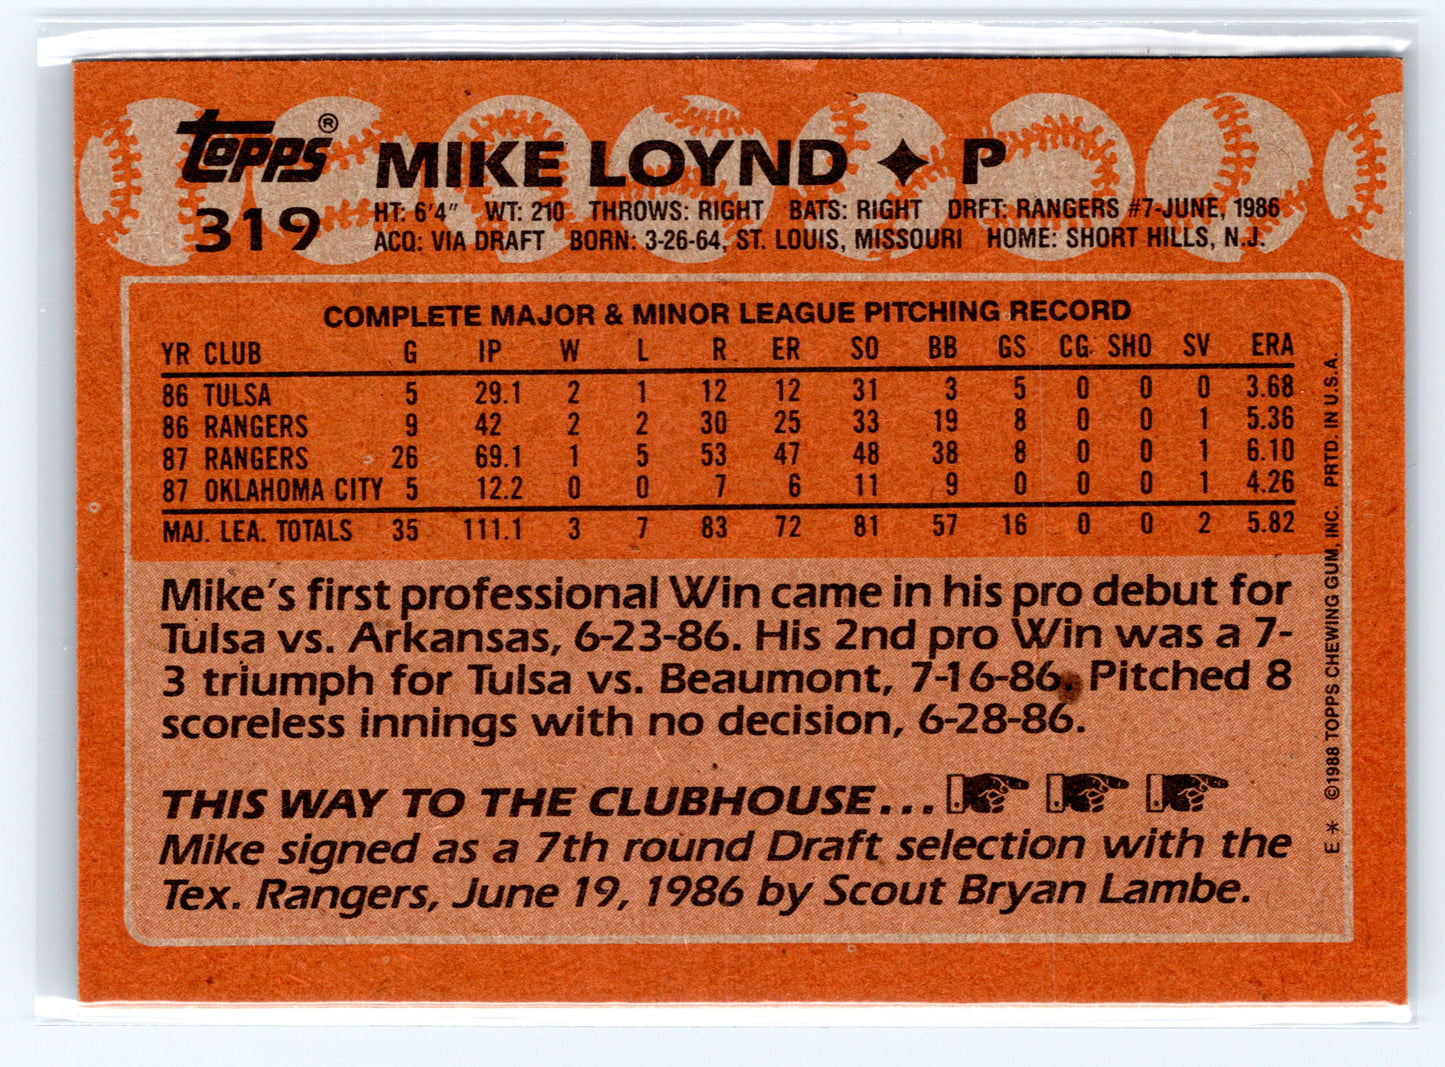 topps® MIKE LOYND ✦ P
319 HT: 6'4" WT: 210 THROWS: RIGHT BATS: RIGHT DRFT: RANGERS #7-JUNE, 1986
ACQ: VIA DRAFT BORN: 3-26-64, ST. LOUIS, MISSOURI HOME: SHORT HILLS, N.J.
COMPLETE MAJOR & MINOR LEAGUE PITCHING RECORD
YR CLUB G IP W L R ER SO BB GS CG SHO SV ERA
86 TULSA 5 29.1 2 1 12 12 31 3 5 0 0 0 3.68
86 RANGERS 9 42 2 2 30 25 33 19 8 0 0 1 5.36
87 RANGERS 26 69.1 1 5 53 47 48 38 8 0 0 1 6.10
87 OKLAHOMA CITY 5 12.2 0 0 7 6 11 9 0 0 0 1 4.26
MAJ. LEA. TOTALS 35 111.1 3 7 83 72 81 57 16 0 0 2 5.82
Mike's first professional Win came in his pro debut for
Tulsa vs. Arkansas, 6-23-86. His 2nd pro Win was a 7-
3 triumph for Tulsa vs. Beaumont, 7-16-86. Pitched 8
scoreless innings with no decision, 6-28-86.
THIS WAY TO THE CLUBHOUSE...
Mike signed as a 7th round Draft selection with the
Tex. Rangers, June 19, 1986 by Scout Bryan Lambe.
E* ©1988 TOPPS CHEWING GUM, INC. PRTD. IN U.S.A.